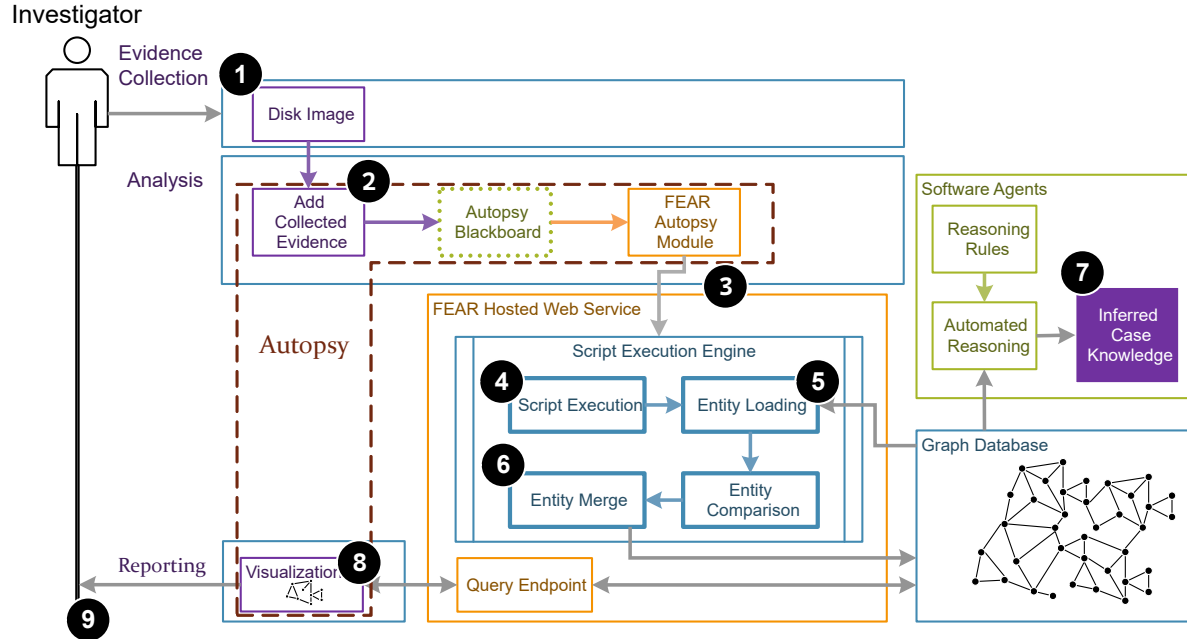 Investigator
Evidence
Collection
1
Disk Image
Analysis
2
Add
Collected
Evidence
Autopsy
Blackboard
FEAR
Autopsy
Module
3
Autopsy
FEAR Hosted Web Service
Script Execution Engine
4
Script Execution
5
Entity Loading
6
Entity Merge
Entity
Comparison
Software Agents
Reasoning
Rules
7
Automated
Reasoning
Inferred
Case
Knowledge
Graph Database
Reporting
8
Visualization
Query Endpoint
9